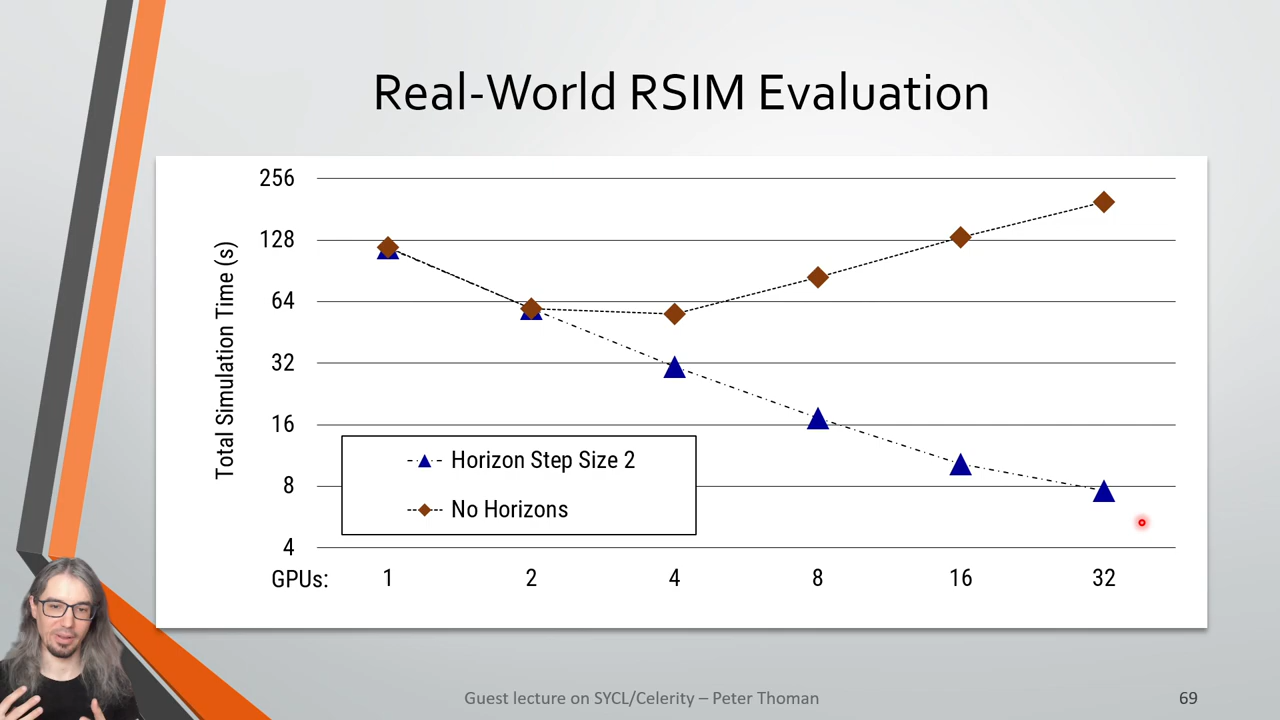 Real-World RSIM Evaluation
Total Simulation Time (s)
256
128
64
32
16
8
4
Horizon Step Size 2
No Horizons
GPUs: 1 2 4 8 16 32
Guest lecture on SYCL/Celerity – Peter Thoman
69